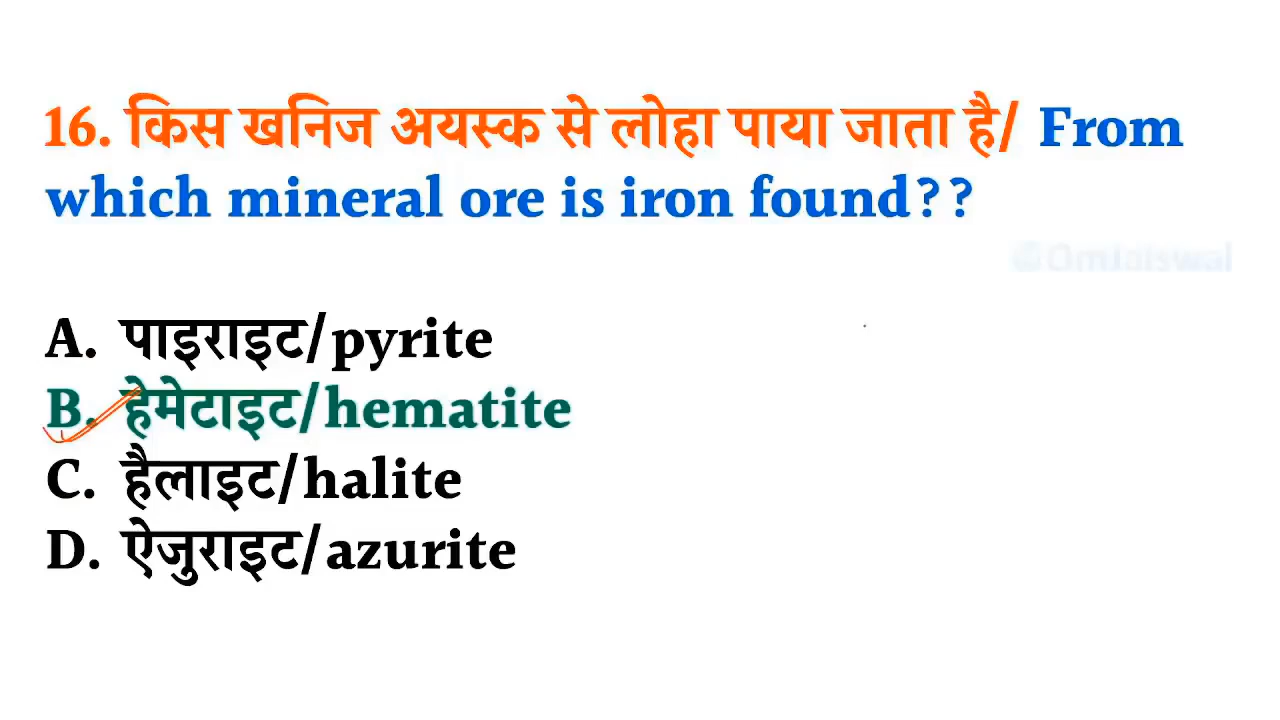 16. किस खनिज अयस्क से लोहा पाया जाता है/ From
which mineral ore is iron found??
A. पाइराइट/pyrite
B. हेमेटाइट/hematite
C. हैलाइट/halite
D. ऐजुराइट/azurite